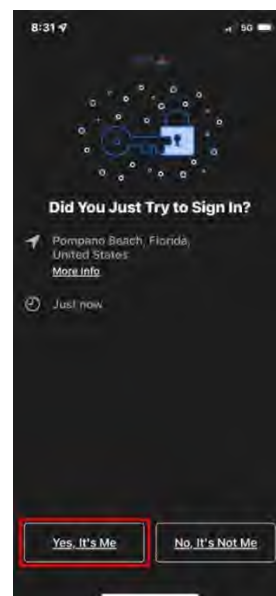 8:31
5G
Did You Just Try to Sign In?
Pompano Beach, Florida,
United States
More info
Just now
Yes, It's Me
No, It's Not Me